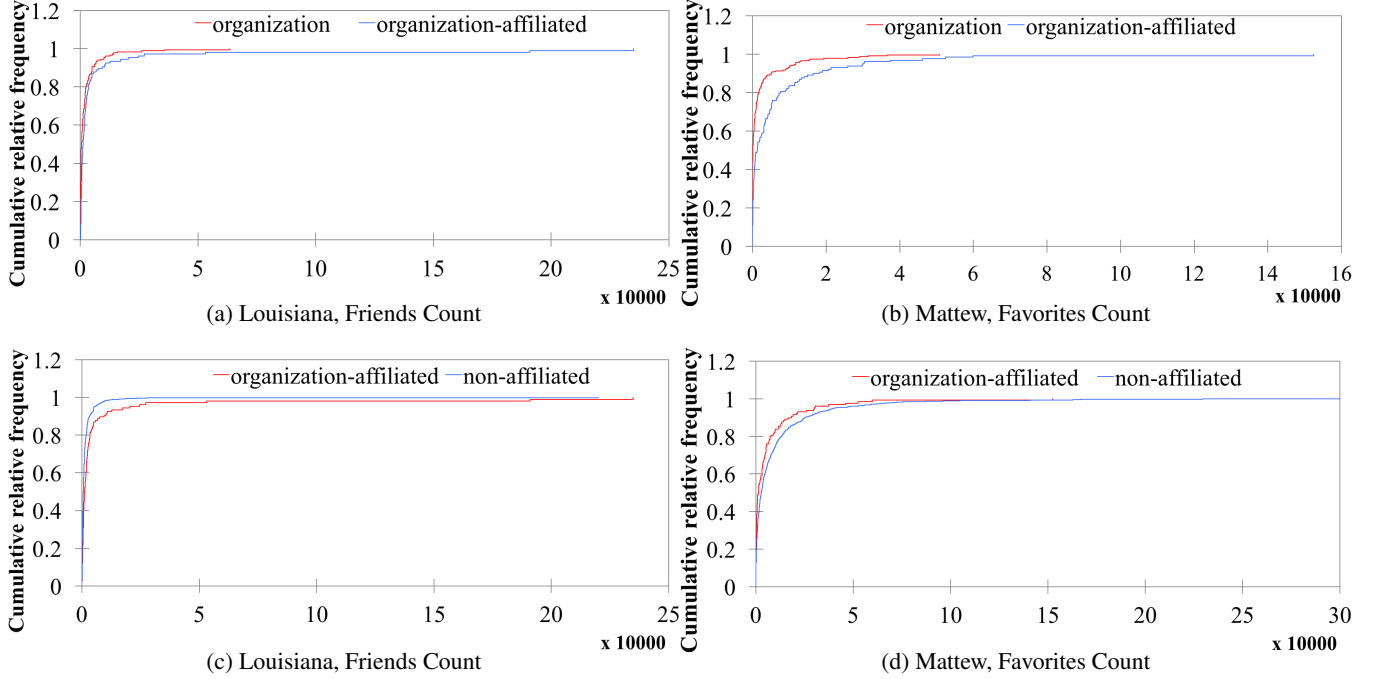 Cumulative relative frequency
1.2
1
0.8
0.6
0.4
0.2
0
organization organization-affiliated
0 5 10 15 20 25
x 10000
(a) Louisiana, Friends Count
Cumulative relative frequency
1.2
1
0.8
0.6
0.4
0.2
0
organization organization-affiliated
0 2 4 6 8 10 12 14 16
x 10000
(b) Mattew, Favorites Count
Cumulative relative frequency
1.2
1
0.8
0.6
0.4
0.2
0
organization-affiliated non-affiliated
0 5 10 15 20 25
x 10000
(c) Louisiana, Friends Count
Cumulative relative frequency
1.2
1
0.8
0.6
0.4
0.2
0
organization-affiliated non-affiliated
0 5 10 15 20 25 30
x 10000
(d) Mattew, Favorites Count